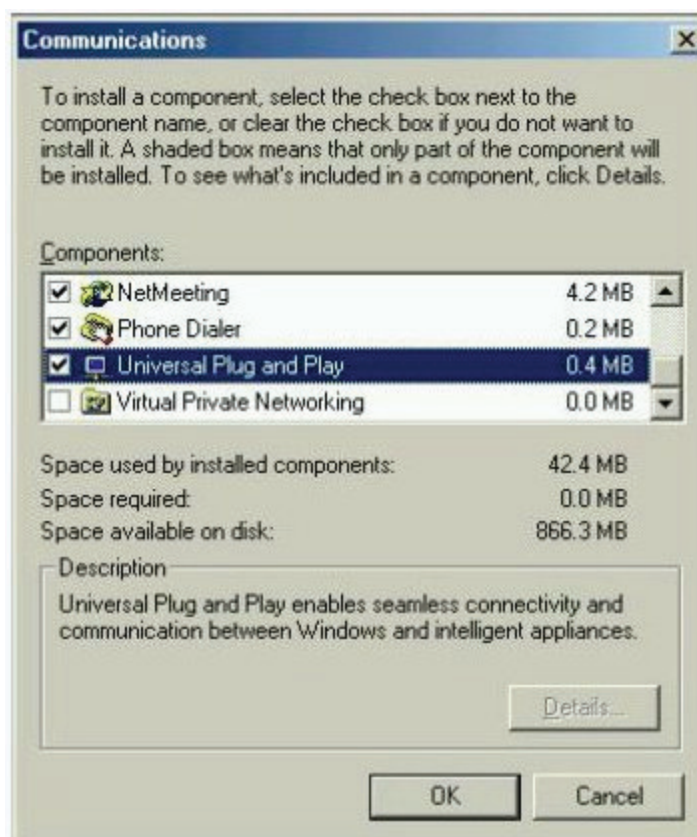 Communications
To install a component, select the check box next to the
component name, or clear the check box if you do not want to
install it. A shaded box means that only part of the component will
be installed. To see what's included in a component, click Details.
Components:
NetMeeting 4.2 MB
Phone Dialer 0.2 MB
Universal Plug and Play 0.4 MB
Virtual Private Networking 0.0 MB
Space used by installed components: 42.4 MB
Space required: 0.0 MB
Space available on disk: 866.3 MB
Description
Universal Plug and Play enables seamless connectivity and
communication between Windows and intelligent appliances.
Details...
OK Cancel